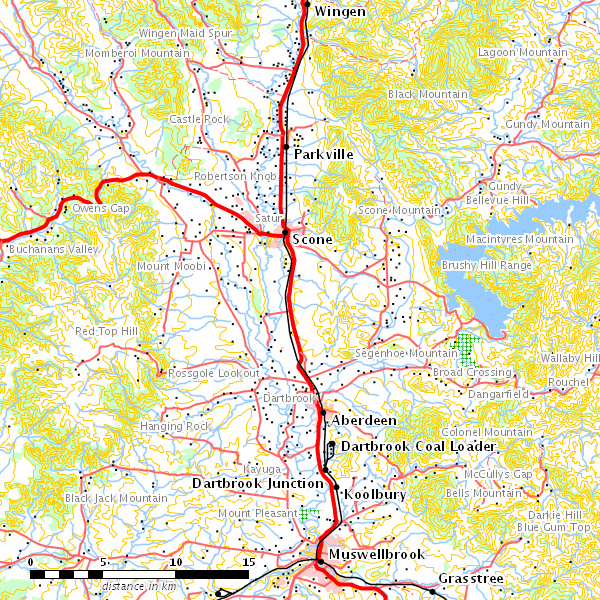 Wingen
Wingen Maid Spur
Momberoi Mountain
Lagoon Mountain
Black Mountain
Castle Rock
Gundy Mountain
Parkville
Robertson Knob
Gundy
Bellevue Hill
Owens Gap
Satur
Scone Mountain
Scone
Macintyres Mountain
Buchanans Valley
Mount Moobi
Brushy Hill Range
Red Top Hill
Segenhoe Mountain
Wallaby Hill
Rossgole Lookout
Broad Crossing
Rouchel
Dartbrook
Dangarfield
Aberdeen
Hanging Rock
Colonel Mountain
Dartbrook Coal Loader
Kayuga
McCullys Gap
Dartbrook Junction
Koolbury
Bells Mountain
Black Jack Mountain
Mount Pleasant
Darkie Hill
Blue Gum Top
Muswellbrook
0 5 10 15
distance in km
Grasstree